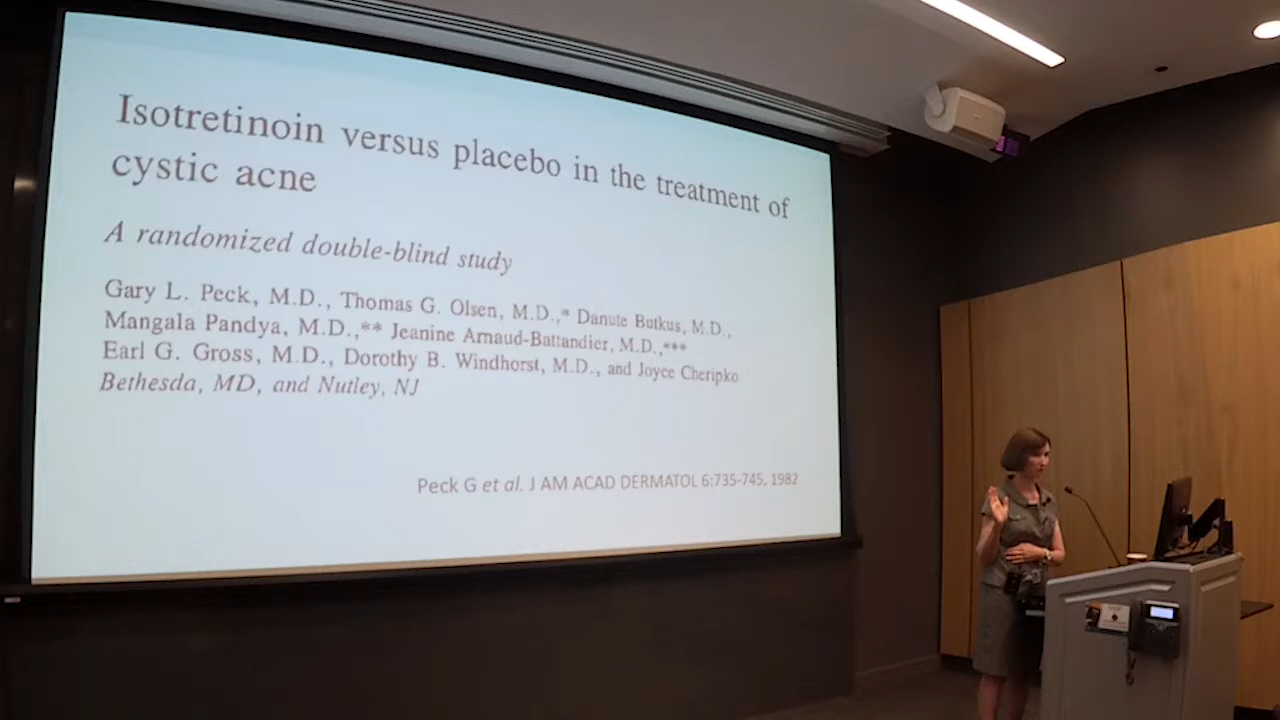 Isotretinoin versus placebo in the treatment of
cystic acne
A randomized double-blind study
Gary L. Peck, M.D., Thomas G. Olsen, M.D.,* Danute Butkus, M.D.,
Mangala Pandya, M.D.,** Jeanine Arnaud-Battandier, M.D.,***
Earl G. Gross, M.D., Dorothy B. Windhorst, M.D., and Joyce Cheripko
Bethesda, MD, and Nutley, NJ
Peck G et al. J AM ACAD DERMATOL 6:735-745, 1982